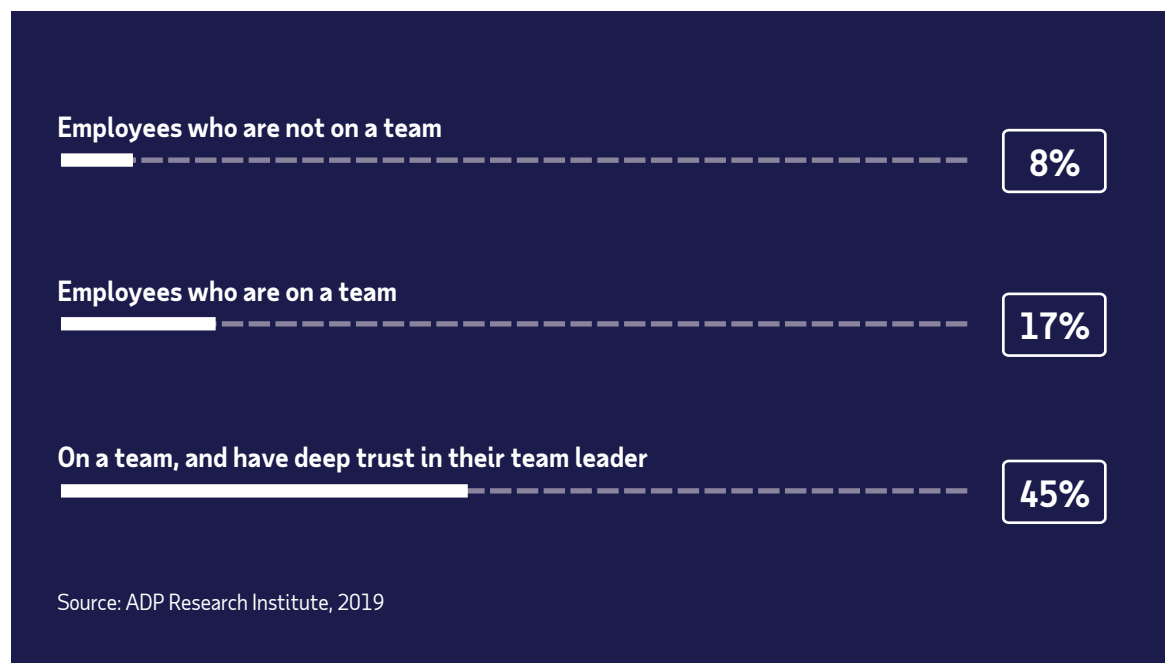 Employees who are not on a team
8%
Employees who are on a team
17%
On a team, and have deep trust in their team leader
45%
Source: ADP Research Institute, 2019